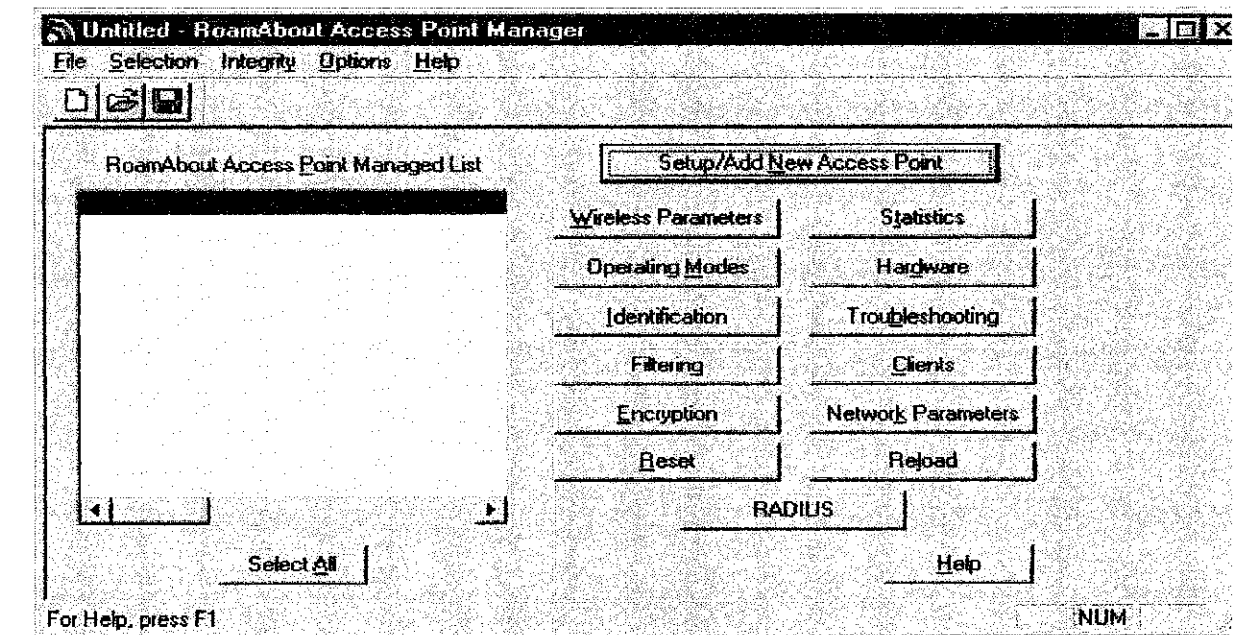 Untitled - RoamAbout Access Point Manager
File Selection Integrity Options Help
RoamAbout Access Point Managed List
Setup/Add New Access Point
Wireless Parameters
Statistics
Operating Modes
Hardware
Identification
Troubleshooting
Filtering
Clients
Encryption
Network Parameters
Reset
Reload
RADIUS
Select All
Help
For Help, press F1
NUM